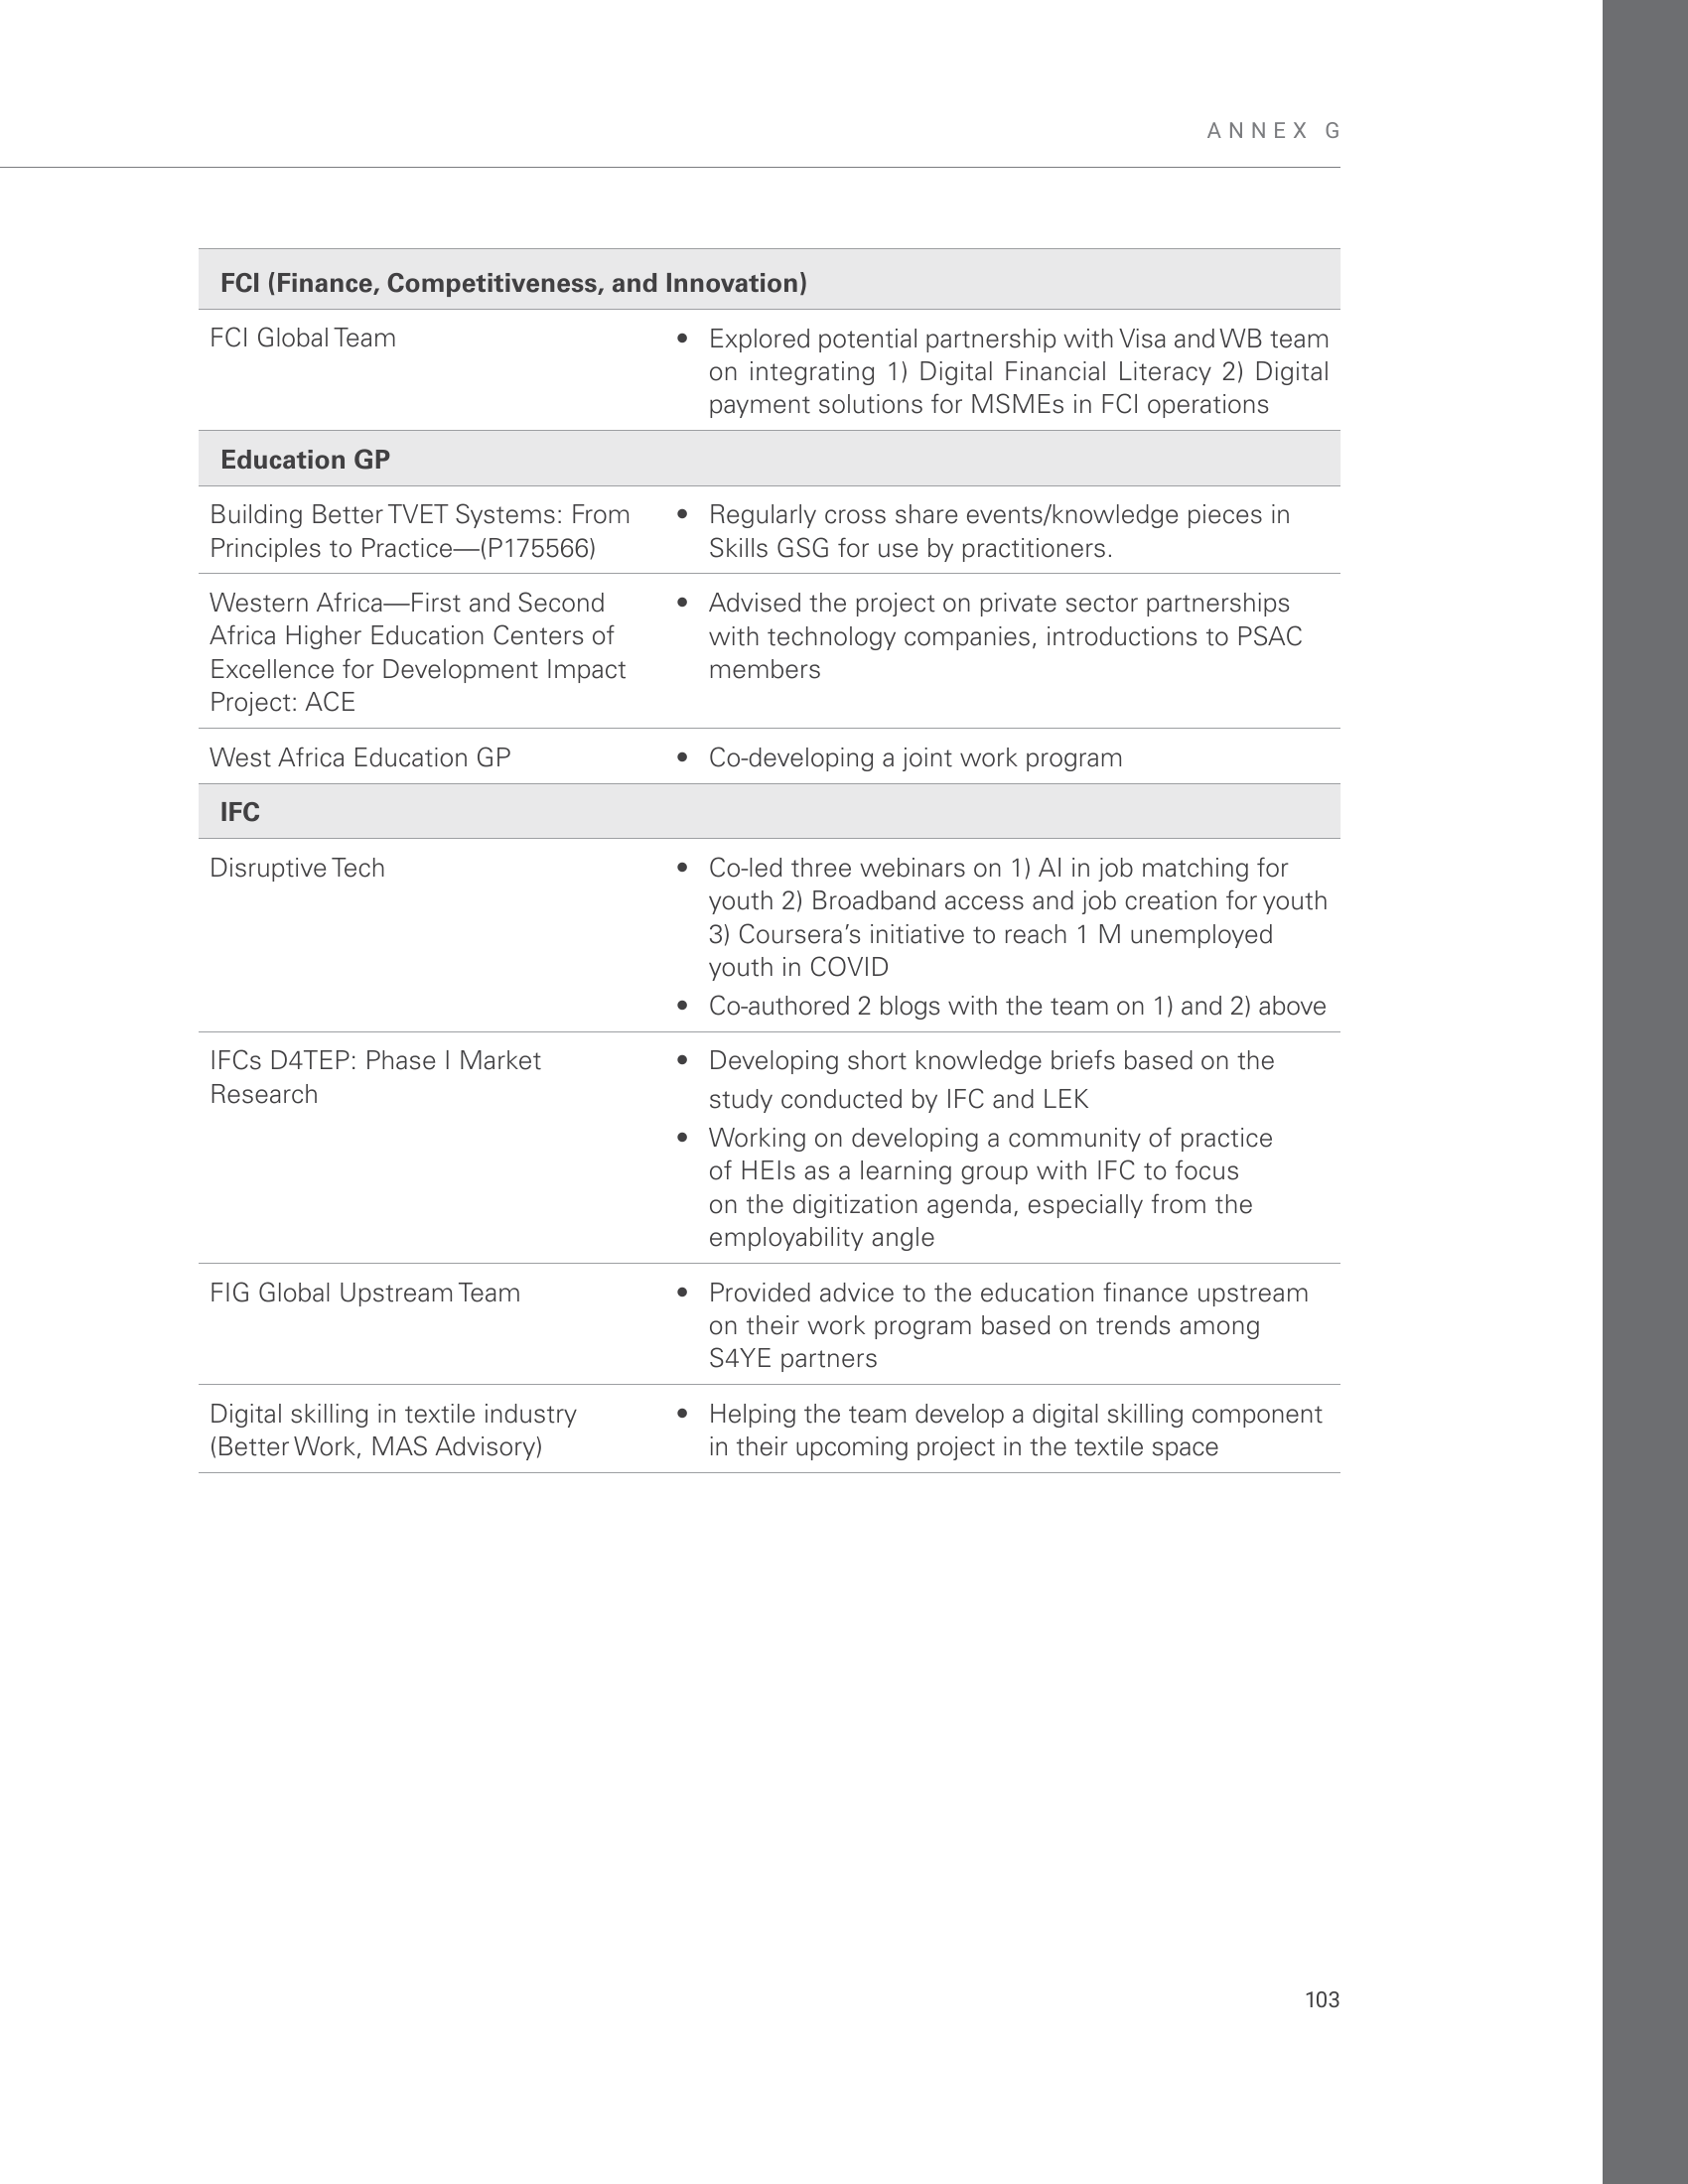 ANNEX G
FCI (Finance, Competitiveness, and Innovation)
FCI Global Team
• Explored potential partnership with Visa and WB team
on integrating 1) Digital Financial Literacy 2) Digital
payment solutions for MSMEs in FCI operations
Education GP
Building Better TVET Systems: From
Principles to Practice—(P175566)
• Regularly cross share events/knowledge pieces in
Skills GSG for use by practitioners.
Western Africa—First and Second
Africa Higher Education Centers of
Excellence for Development Impact
Project: ACE
• Advised the project on private sector partnerships
with technology companies, introductions to PSAC
members
West Africa Education GP
• Co-developing a joint work program
IFC
Disruptive Tech
• Co-led three webinars on 1) AI in job matching for
youth 2) Broadband access and job creation for youth
3) Coursera’s initiative to reach 1 M unemployed
youth in COVID
• Co-authored 2 blogs with the team on 1) and 2) above
IFCs D4TEP: Phase I Market
Research
• Developing short knowledge briefs based on the
study conducted by IFC and LEK
• Working on developing a community of practice
of HEIs as a learning group with IFC to focus
on the digitization agenda, especially from the
employability angle
FIG Global Upstream Team
• Provided advice to the education finance upstream
on their work program based on trends among
S4YE partners
Digital skilling in textile industry
(Better Work, MAS Advisory)
• Helping the team develop a digital skilling component
in their upcoming project in the textile space
103